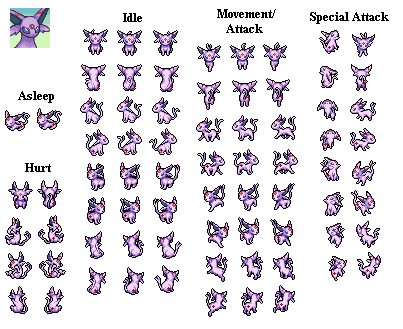 Idle
Movement/
Attack
Special Attack
Asleep
Hurt